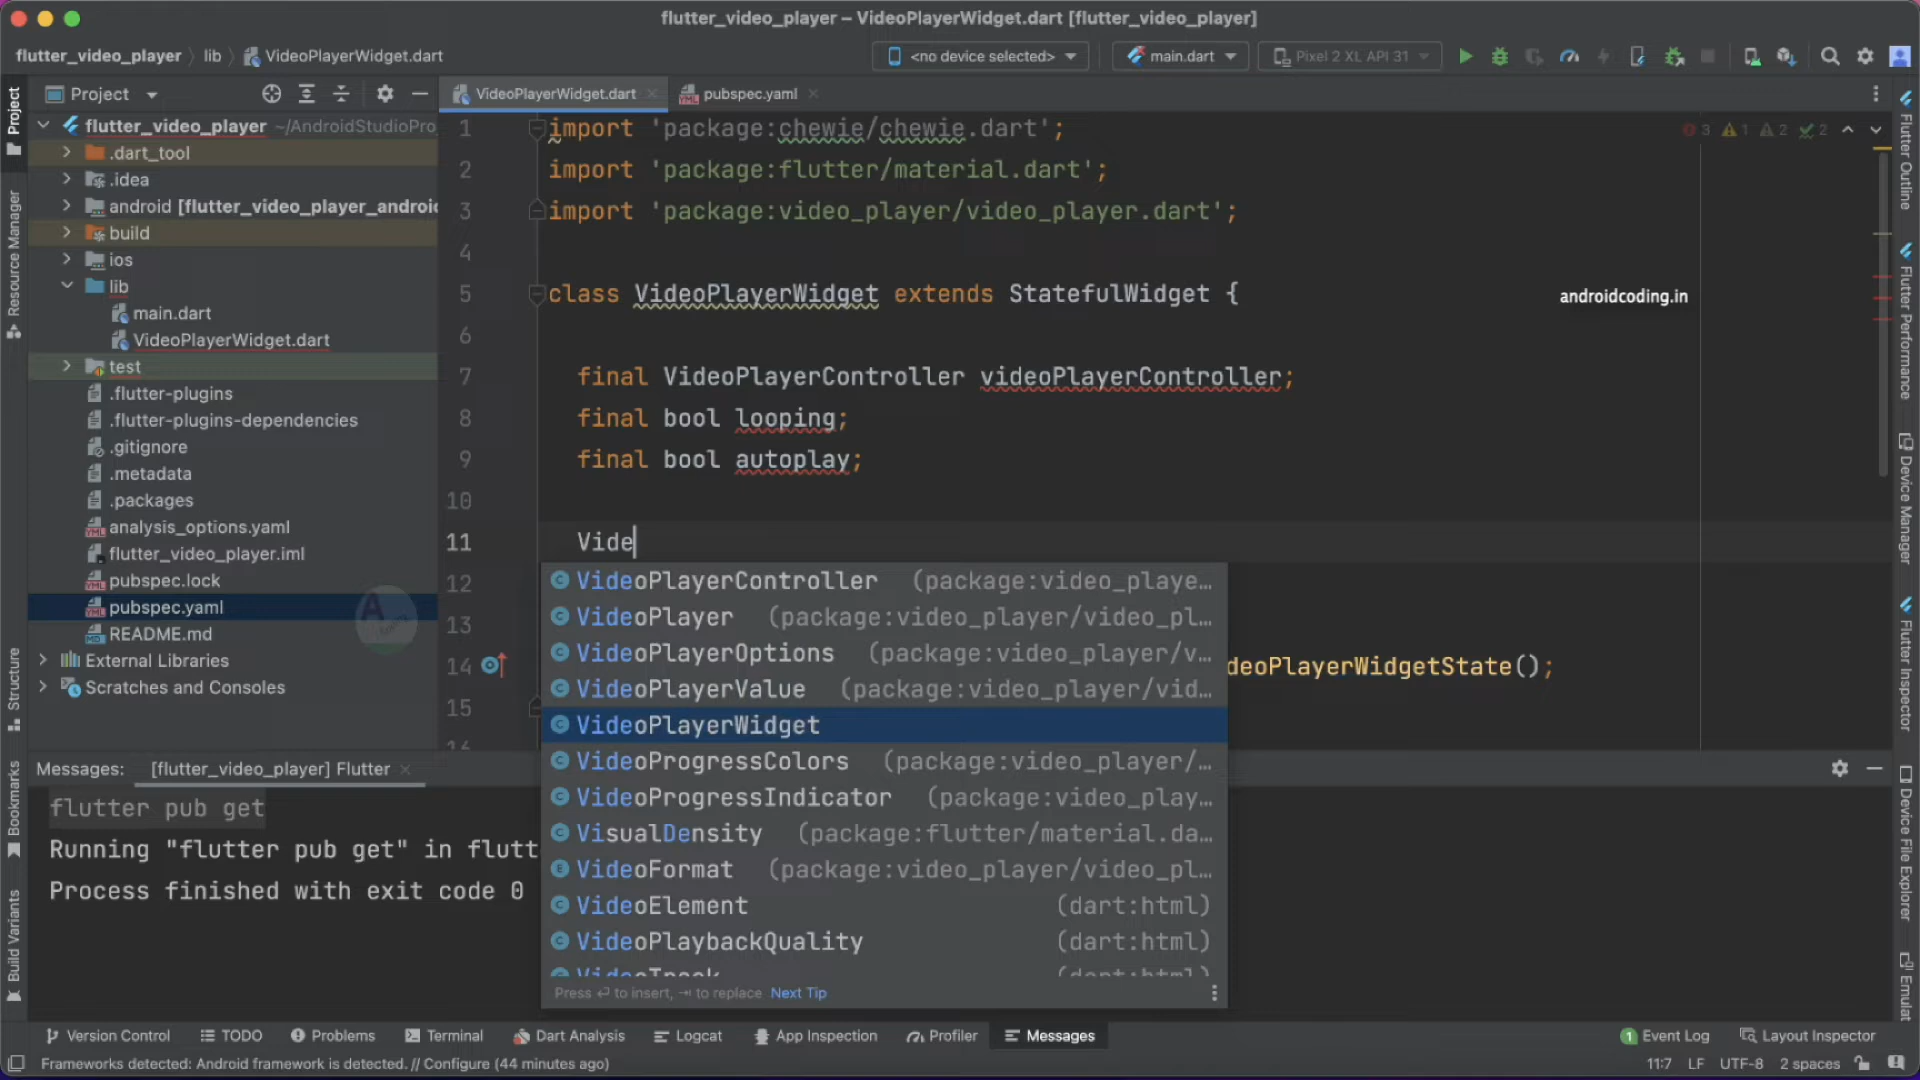 flutter_video_player – VideoPlayerWidget.dart [flutter_video_player]
flutter_video_player lib VideoPlayerWidget.dart
<no device selected> main.dart Pixel 2 XL API 31
Project
VideoPlayerWidget.dart
pubspec.yaml
flutter_video_player ~/AndroidStudioPro
.dart_tool
.idea
android [flutter_video_player_androi
build
ios
lib
main.dart
VideoPlayerWidget.dart
test
.flutter-plugins
.flutter-plugins-dependencies
.gitignore
.metadata
.packages
analysis_options.yaml
flutter_video_player.iml
pubspec.lock
pubspec.yaml
README.md
External Libraries
Scratches and Consoles
1 import 'package:chewie/chewie.dart';
2 import 'package:flutter/material.dart';
3 import 'package:video_player/video_player.dart';
4
5 class VideoPlayerWidget extends StatefulWidget {
6
7 final VideoPlayerController videoPlayerController;
8 final bool looping;
9 final bool autoplay;
10
11 Vide
12
13
14 deoPlayerWidgetState();
15
3 1 2 2
androidcoding.in
VideoPlayerController (package:video_playe…
VideoPlayer (package:video_player/video_pl…
VideoPlayerOptions (package:video_player/v…
VideoPlayerValue (package:video_player/vid…
VideoPlayerWidget
VideoProgressColors (package:video_player/…
VideoProgressIndicator (package:video_play…
VisualDensity (package:flutter/material.da…
VideoFormat (package:video_player/video_pl…
VideoElement (dart:html)
VideoPlaybackQuality (dart:html)
VideoTrack (dart:html)
Press ↵ to insert, ⇥ to replace Next Tip
Messages: [flutter_video_player] Flutter
flutter pub get
Running "flutter pub get" in flutt
Process finished with exit code 0
Project
Resource Manager
Structure
Bookmarks
Build Variants
Flutter Outline
Flutter Performance
Device Manager
Flutter Inspector
Device File Explorer
Emulat
Version Control TODO Problems Terminal Dart Analysis Logcat App Inspection Profiler Messages
1 Event Log Layout Inspector
Frameworks detected: Android framework is detected. // Configure (44 minutes ago)
11:7 LF UTF-8 2 spaces